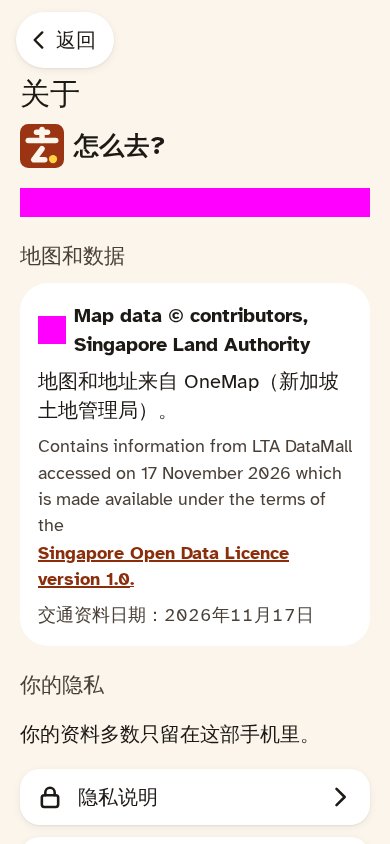 返回
关于
怎么去?
地图和数据
Map data © contributors,
Singapore Land Authority
地图和地址来自 OneMap（新加坡
土地管理局）。
Contains information from LTA DataMall
accessed on 17 November 2026 which
is made available under the terms of
the
Singapore Open Data Licence
version 1.0.
交通资料日期：2026年11月17日
你的隐私
你的资料多数只留在这部手机里。
隐私说明